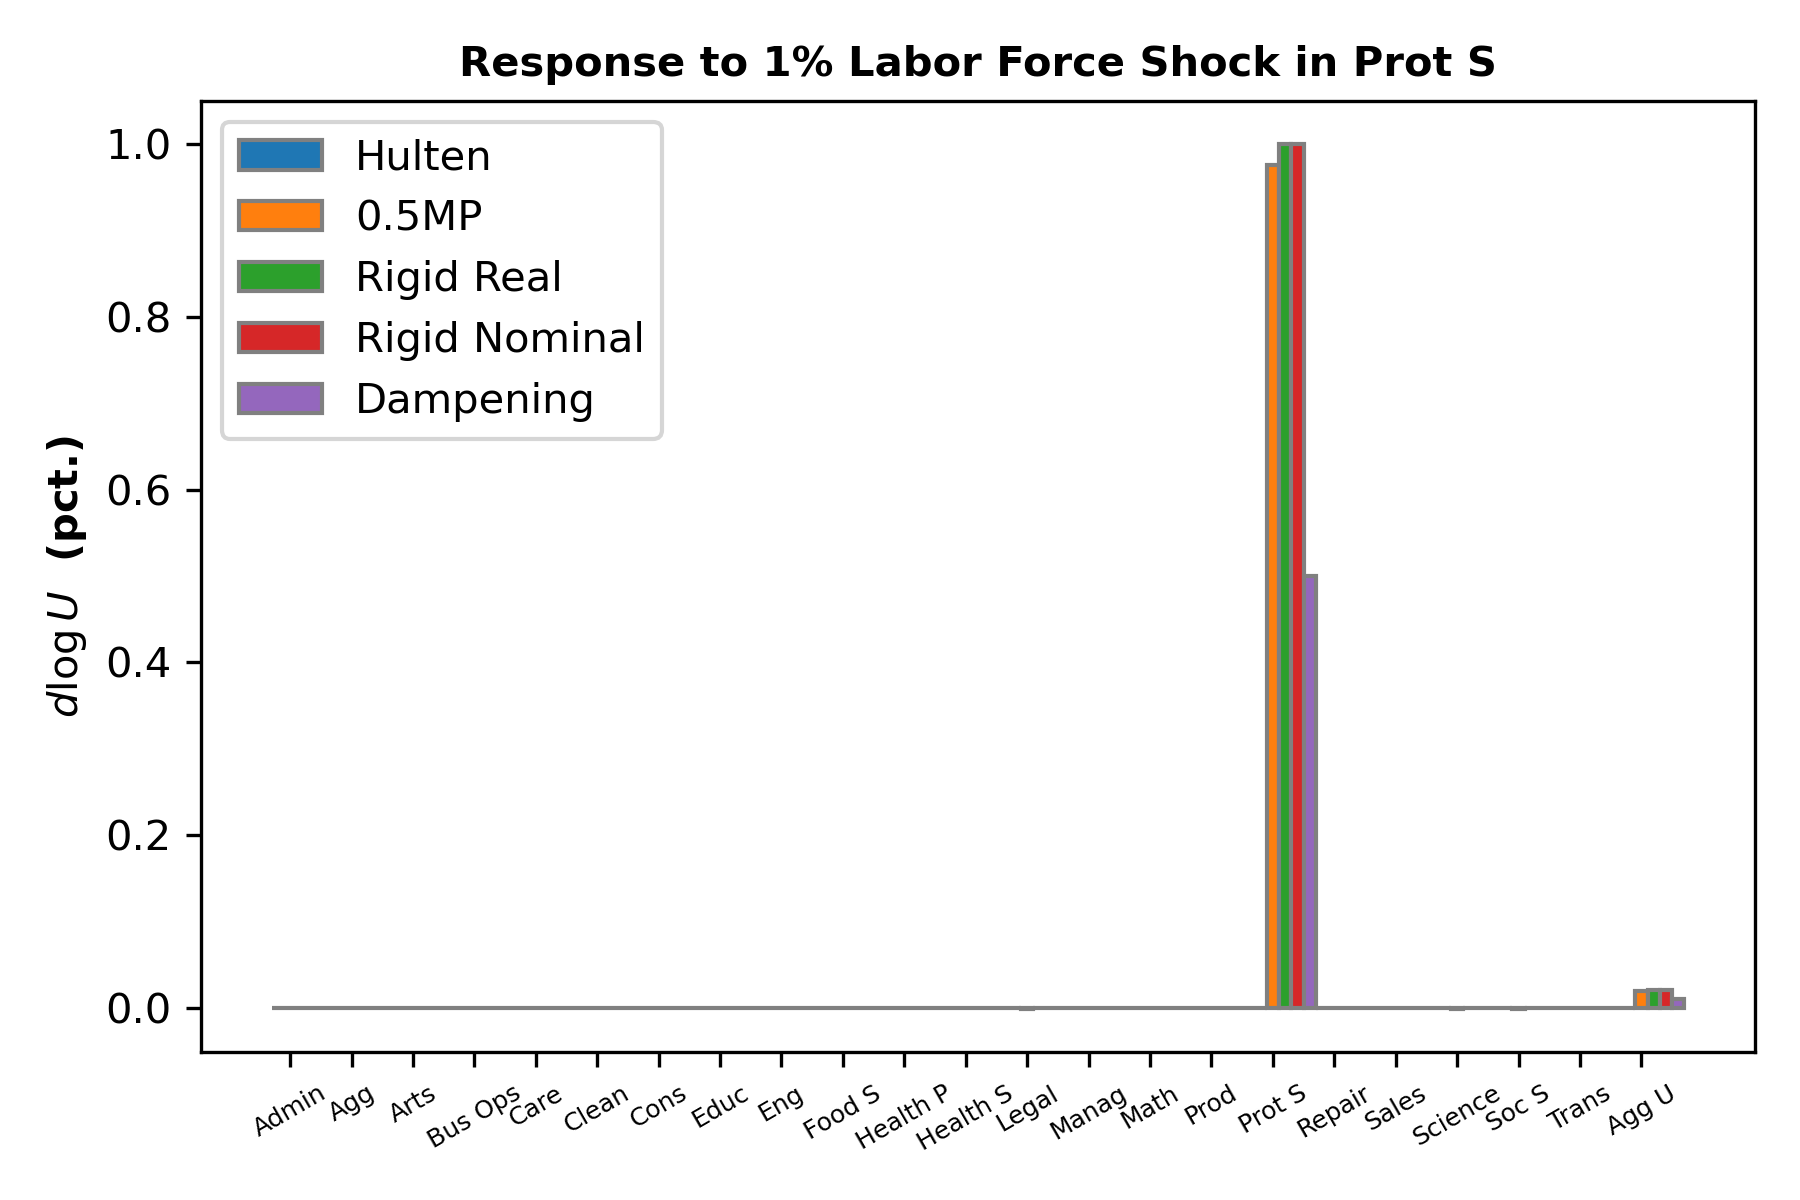 Response to 1% Labor Force Shock in Prot S
Hulten
0.5MP
Rigid Real
Rigid Nominal
Dampening
dlog U (pct.)
1.0
0.8
0.6
0.4
0.2
0.0
Admin
Agg
Arts
Bus Ops
Care
Clean
Cons
Educ
Eng
Food S
Health P
Health S
Legal
Manag
Math
Prod
Prot S
Repair
Sales
Science
Soc S
Trans
Agg U